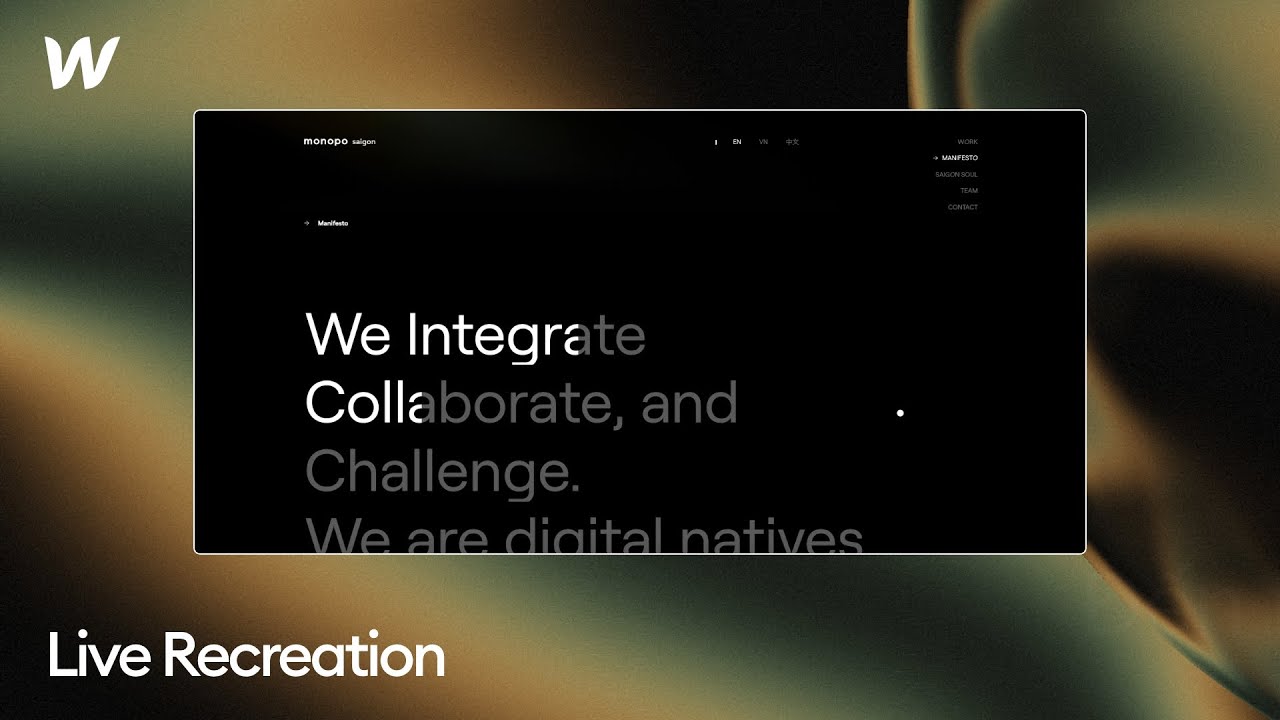 W
monopo saigon
EN VN 中文
WORK
→ MANIFESTO
SAIGON SOUL
TEAM
CONTACT
→ Manifesto
We Integrate
Collaborate, and
Challenge.
We are digital natives
Live Recreation